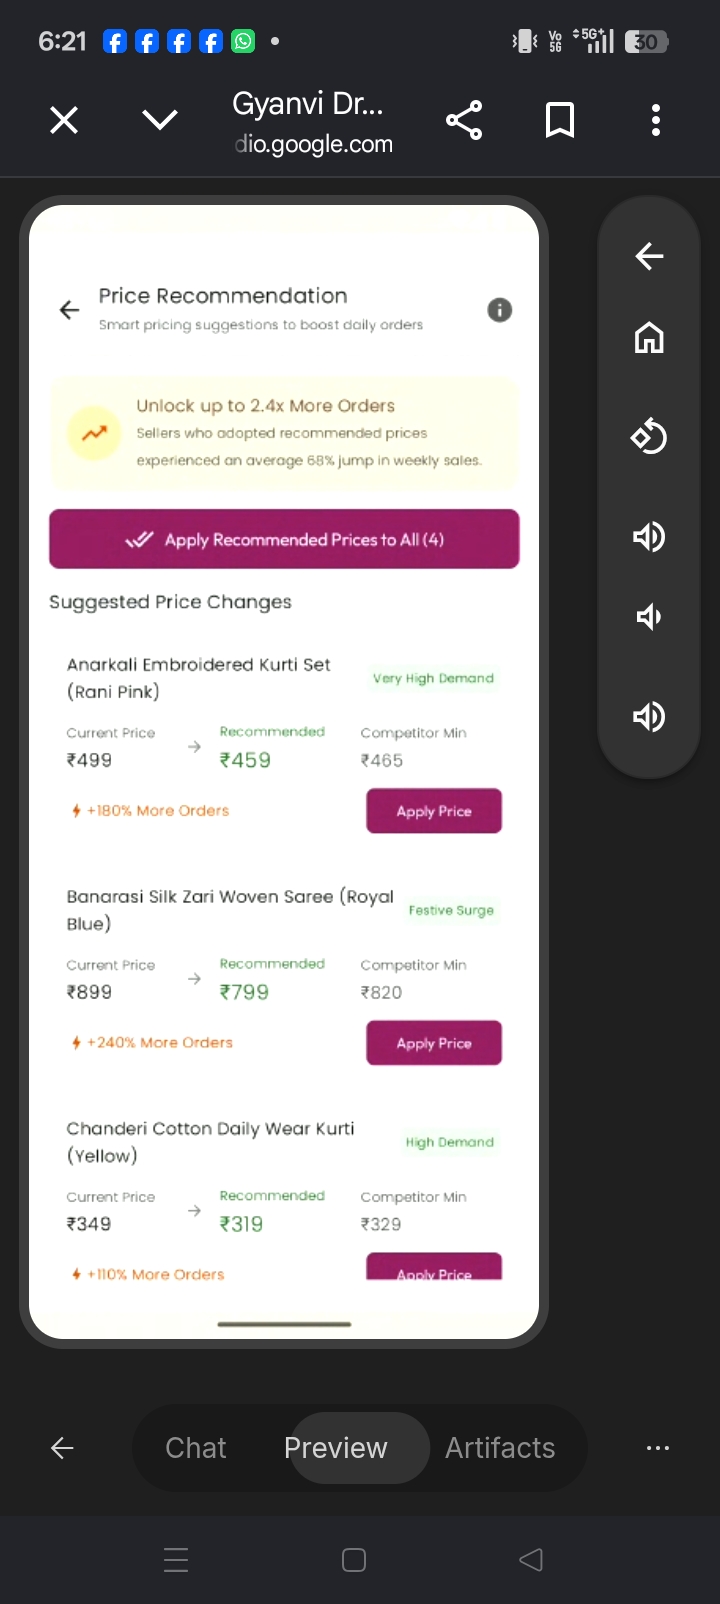 6:21
Vo
5G
5G+
30
Gyanvi Dr...
dio.google.com
Price Recommendation
Smart pricing suggestions to boost daily orders
Unlock up to 2.4x More Orders
Sellers who adopted recommended prices
experienced an average 68% jump in weekly sales.
Apply Recommended Prices to All (4)
Suggested Price Changes
Anarkali Embroidered Kurti Set
(Rani Pink)
Very High Demand
Current Price
Recommended
Competitor Min
₹499
₹459
₹465
+180% More Orders
Apply Price
Banarasi Silk Zari Woven Saree (Royal
Blue)
Festive Surge
Current Price
Recommended
Competitor Min
₹899
₹799
₹820
+240% More Orders
Apply Price
Chanderi Cotton Daily Wear Kurti
(Yellow)
High Demand
Current Price
Recommended
Competitor Min
₹349
₹319
₹329
+110% More Orders
Apply Price
Chat
Preview
Artifacts